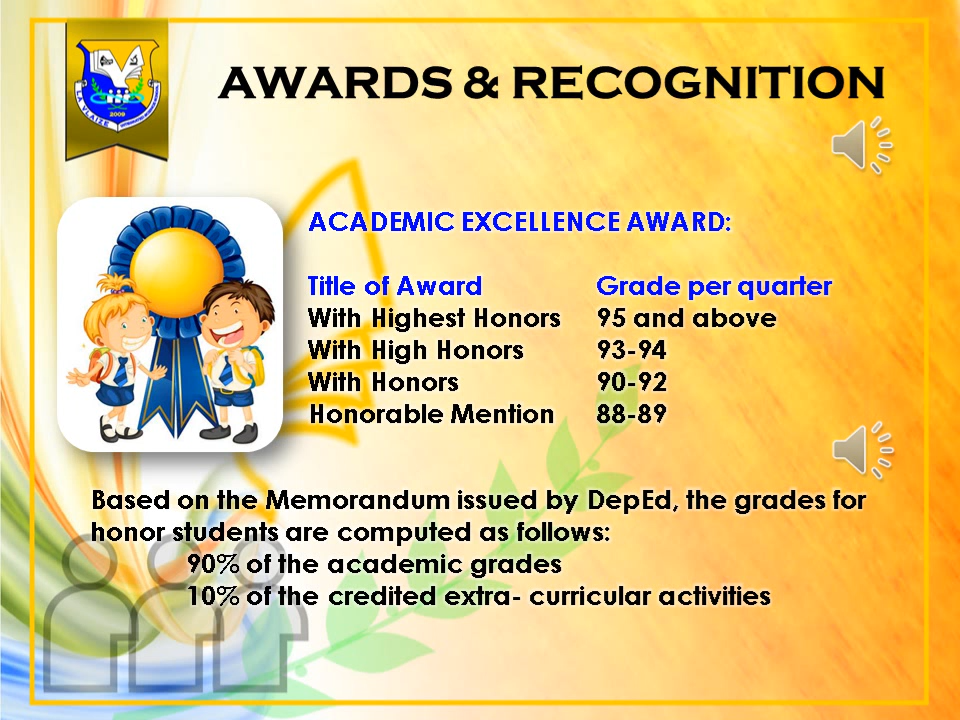 AWARDS & RECOGNITION
LA VLAIZE
2009
ACADEMIC EXCELLENCE AWARD:
Title of Award Grade per quarter
With Highest Honors 95 and above
With High Honors 93-94
With Honors 90-92
Honorable Mention 88-89
Based on the Memorandum issued by DepEd, the grades for
honor students are computed as follows:
90% of the academic grades
10% of the credited extra- curricular activities